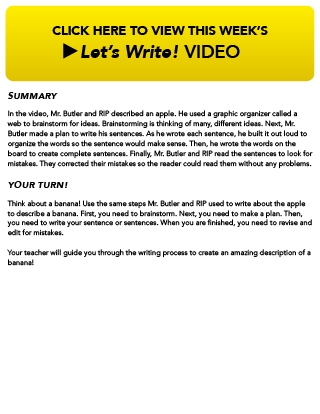 CLICK HERE TO VIEW THIS WEEK'S
▶Let's Write! VIDEO
SUMMARY
In the video, Mr. Butler and RIP described an apple. He used a graphic organizer called a
web to brainstorm for ideas. Brainstorming is thinking of many, different ideas. Next, Mr.
Butler made a plan to write his sentences. As he wrote each sentence, he built it out loud to
organize the words so the sentence would make sense. Then, he wrote the words on the
board to create complete sentences. Finally, Mr. Butler and RIP read the sentences to look for
mistakes. They corrected their mistakes so the reader could read them without any problems.
YOUR TURN!
Think about a banana! Use the same steps Mr. Butler and RIP used to write about the apple
to describe a banana. First, you need to brainstorm. Next, you need to make a plan. Then,
you need to write your sentence or sentences. When you are finished, you need to revise and
edit for mistakes.
Your teacher will guide you through the writing process to create an amazing description of a
banana!